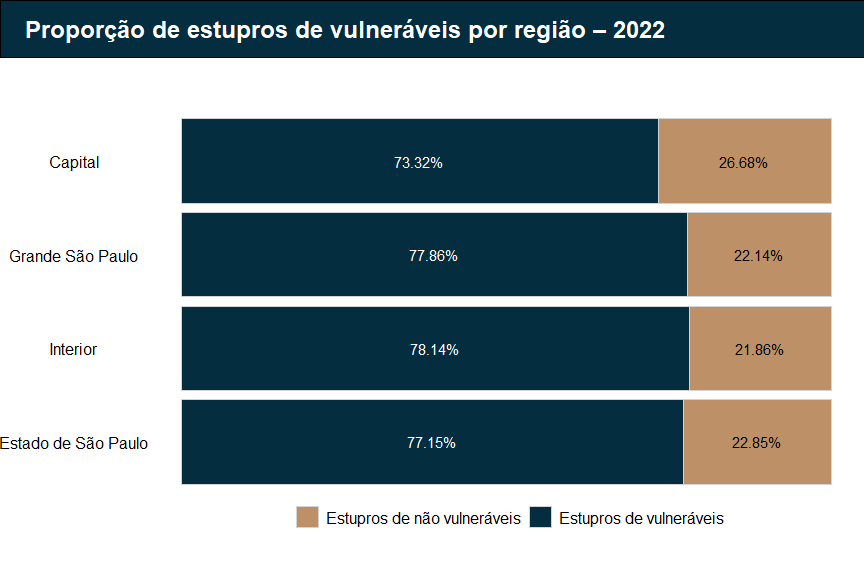 Proporção de estupros de vulneráveis por região – 2022
Capital
73.32%
26.68%
Grande São Paulo
77.86%
22.14%
Interior
78.14%
21.86%
Estado de São Paulo
77.15%
22.85%
Estupros de não vulneráveis
Estupros de vulneráveis